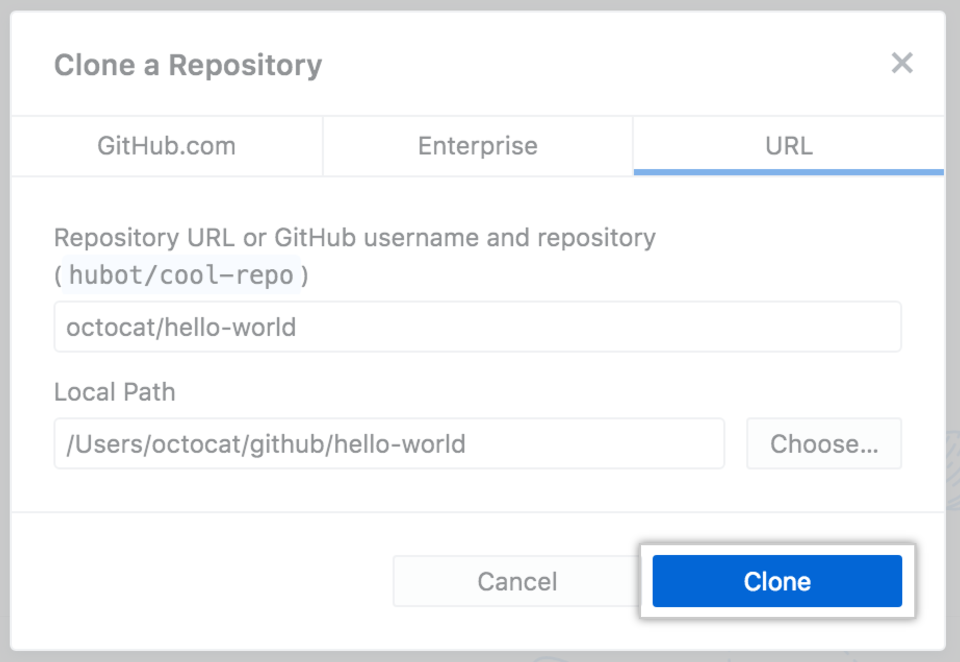 Clone a Repository
GitHub.com
Enterprise
URL
Repository URL or GitHub username and repository
(hubot/cool-repo)
octocat/hello-world
Local Path
/Users/octocat/github/hello-world
Choose...
Cancel
Clone